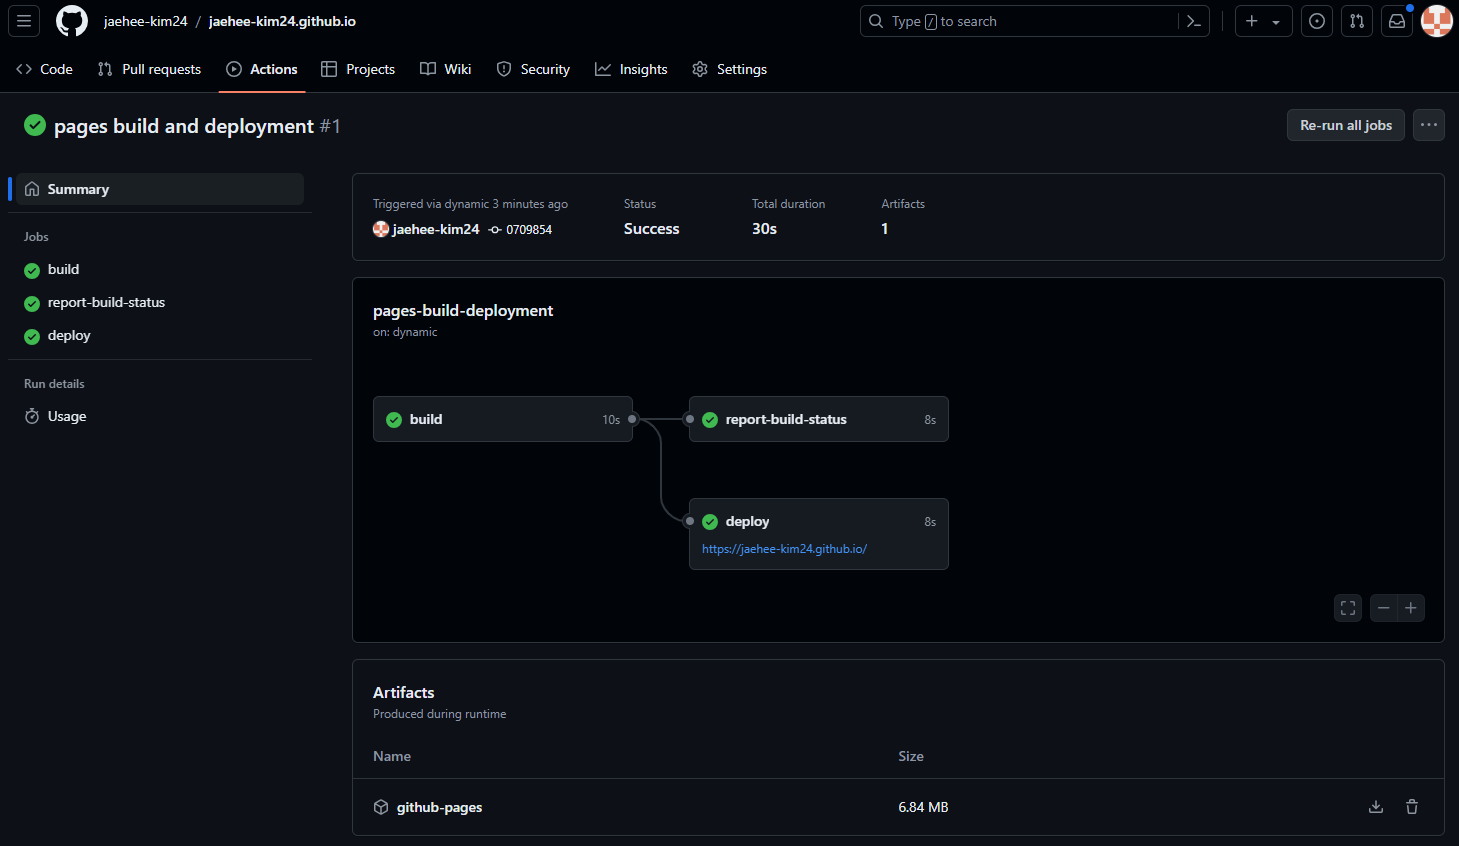 jaehee-kim24 / jaehee-kim24.github.io
Type / to search
Code Pull requests Actions Projects Wiki Security Insights Settings
pages build and deployment #1
Re-run all jobs
Summary
Jobs
build
report-build-status
deploy
Run details
Usage
Triggered via dynamic 3 minutes ago
jaehee-kim24 0709854
Status
Success
Total duration
30s
Artifacts
1
pages-build-deployment
on: dynamic
build 10s
report-build-status 8s
deploy 8s
https://jaehee-kim24.github.io/
Artifacts
Produced during runtime
Name Size
github-pages 6.84 MB